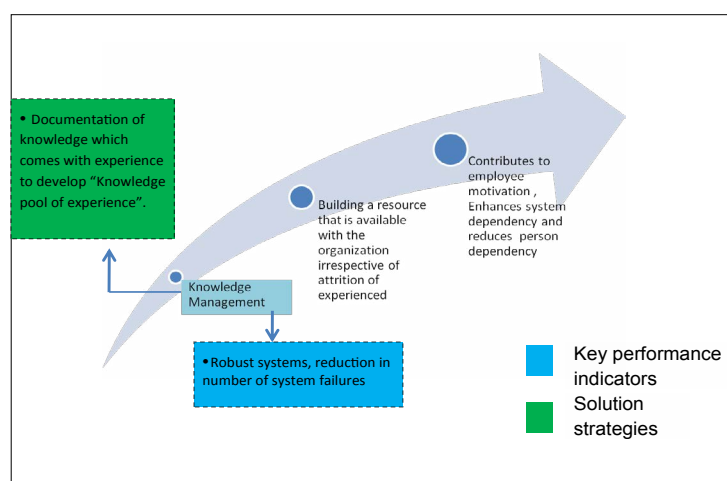 • Documentation of
knowledge which
comes with experience
to develop “Knowledge
pool of experience”.
Contributes to
employee
motivation ,
Enhances system
dependency and
reduces person
dependency
Building a resource
that is available
with the
organization
irrespective of
attrition of
experienced
Knowledge
Management
•Robust systems, reduction in
number of system failures
Key performance
indicators
Solution
strategies